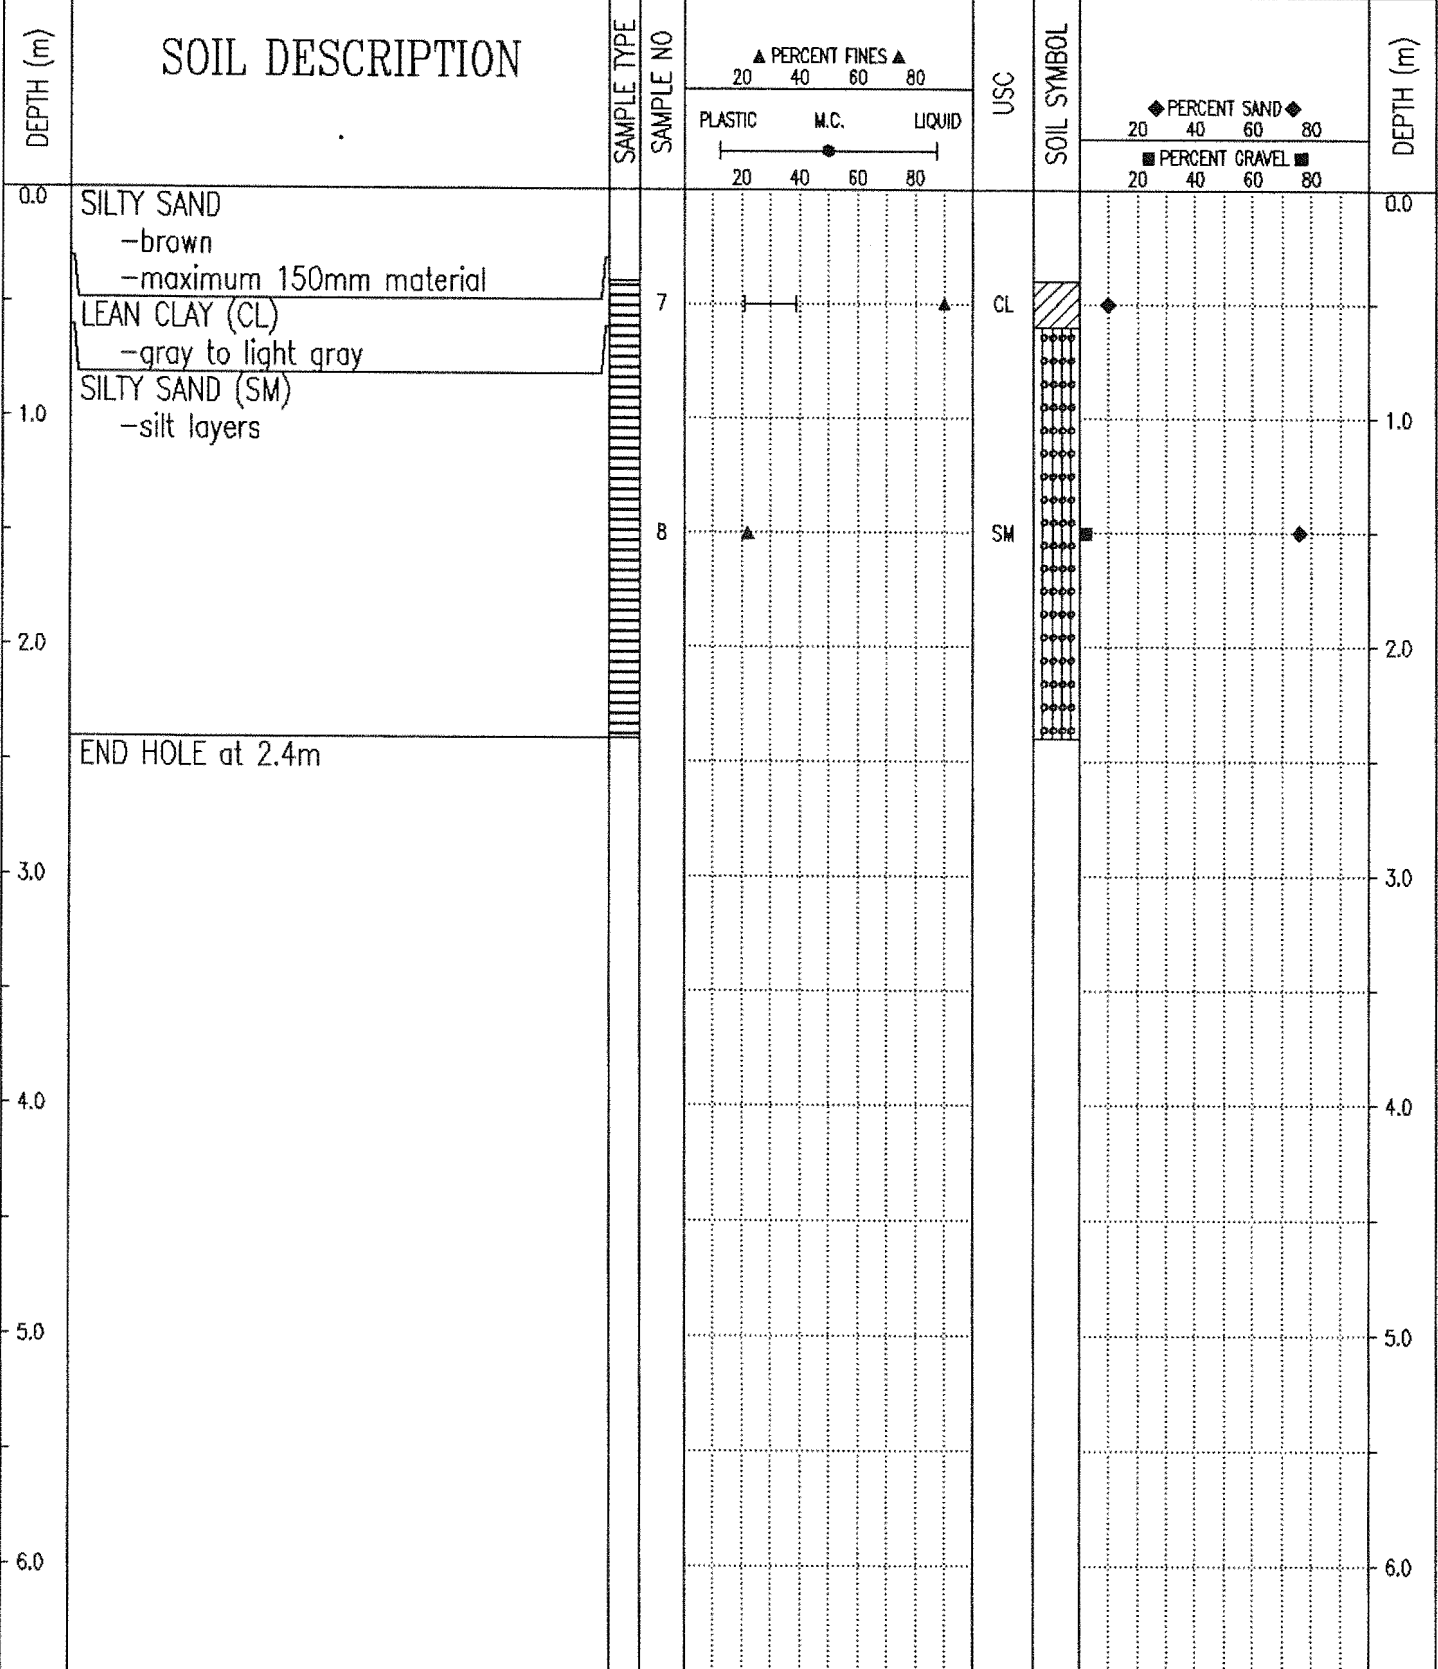 DEPTH (m)
SOIL DESCRIPTION
SAMPLE TYPE
SAMPLE NO
▲ PERCENT FINES ▲
20 40 60 80
PLASTIC M.C. LIQUID
20 40 60 80
USC
SOIL SYMBOL
◆ PERCENT SAND ◆
20 40 60 80
■ PERCENT GRAVEL ■
20 40 60 80
DEPTH (m)
0.0 SILTY SAND 0.0
-brown
-maximum 150mm material
LEAN CLAY (CL) 7 CL
-gray to light gray
SILTY SAND (SM)
1.0 -silt layers 1.0
8 SM
2.0 2.0
END HOLE at 2.4m
3.0 3.0
4.0 4.0
5.0 5.0
6.0 6.0